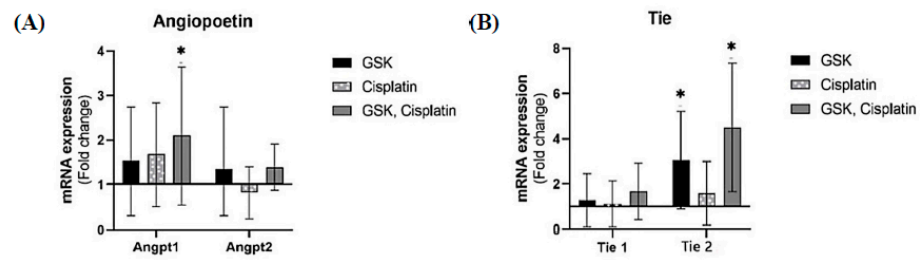 (A)
Angiopoetin
mRNA expression
(Fold change)
4
3
2
1
0
*
Angpt1
Angpt2
GSK
Cisplatin
GSK, Cisplatin
(B)
Tie
mRNA expression
(Fold change)
8
6
4
2
0
*
*
Tie 1
Tie 2
GSK
Cisplatin
GSK, Cisplatin